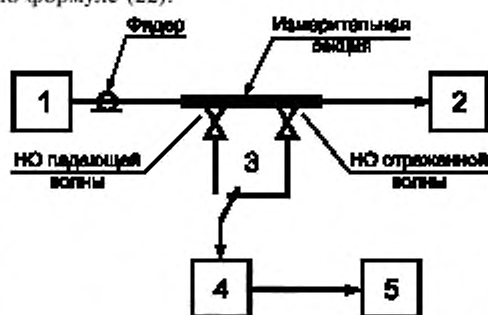 по формуле (22).
Фидер
Измерительная
секция
1
2
НО падающей
волны
3
НО отраженной
волны
4
5